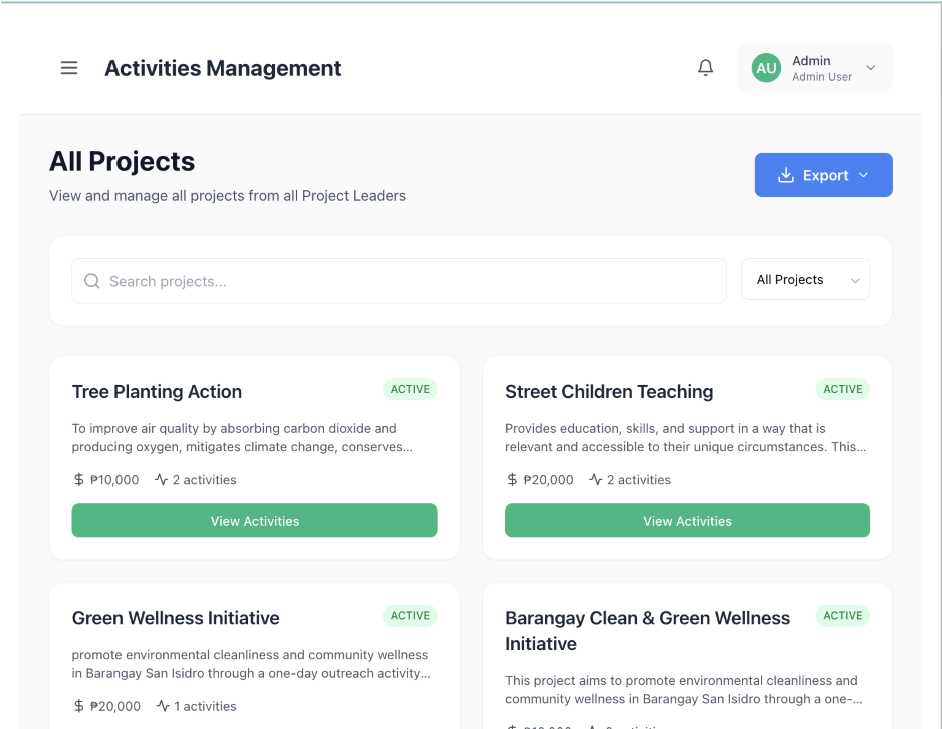 Activities Management
AU
Admin
Admin User
All Projects
View and manage all projects from all Project Leaders
Export
Search projects...
All Projects
Tree Planting Action
ACTIVE
To improve air quality by absorbing carbon dioxide and
producing oxygen, mitigates climate change, conserves...
$ ₱10,000 2 activities
View Activities
Street Children Teaching
ACTIVE
Provides education, skills, and support in a way that is
relevant and accessible to their unique circumstances. This...
$ ₱20,000 2 activities
View Activities
Green Wellness Initiative
ACTIVE
promote environmental cleanliness and community wellness
in Barangay San Isidro through a one-day outreach activity...
$ ₱20,000 1 activities
Barangay Clean & Green Wellness
Initiative
ACTIVE
This project aims to promote environmental cleanliness and
community wellness in Barangay San Isidro through a one-...